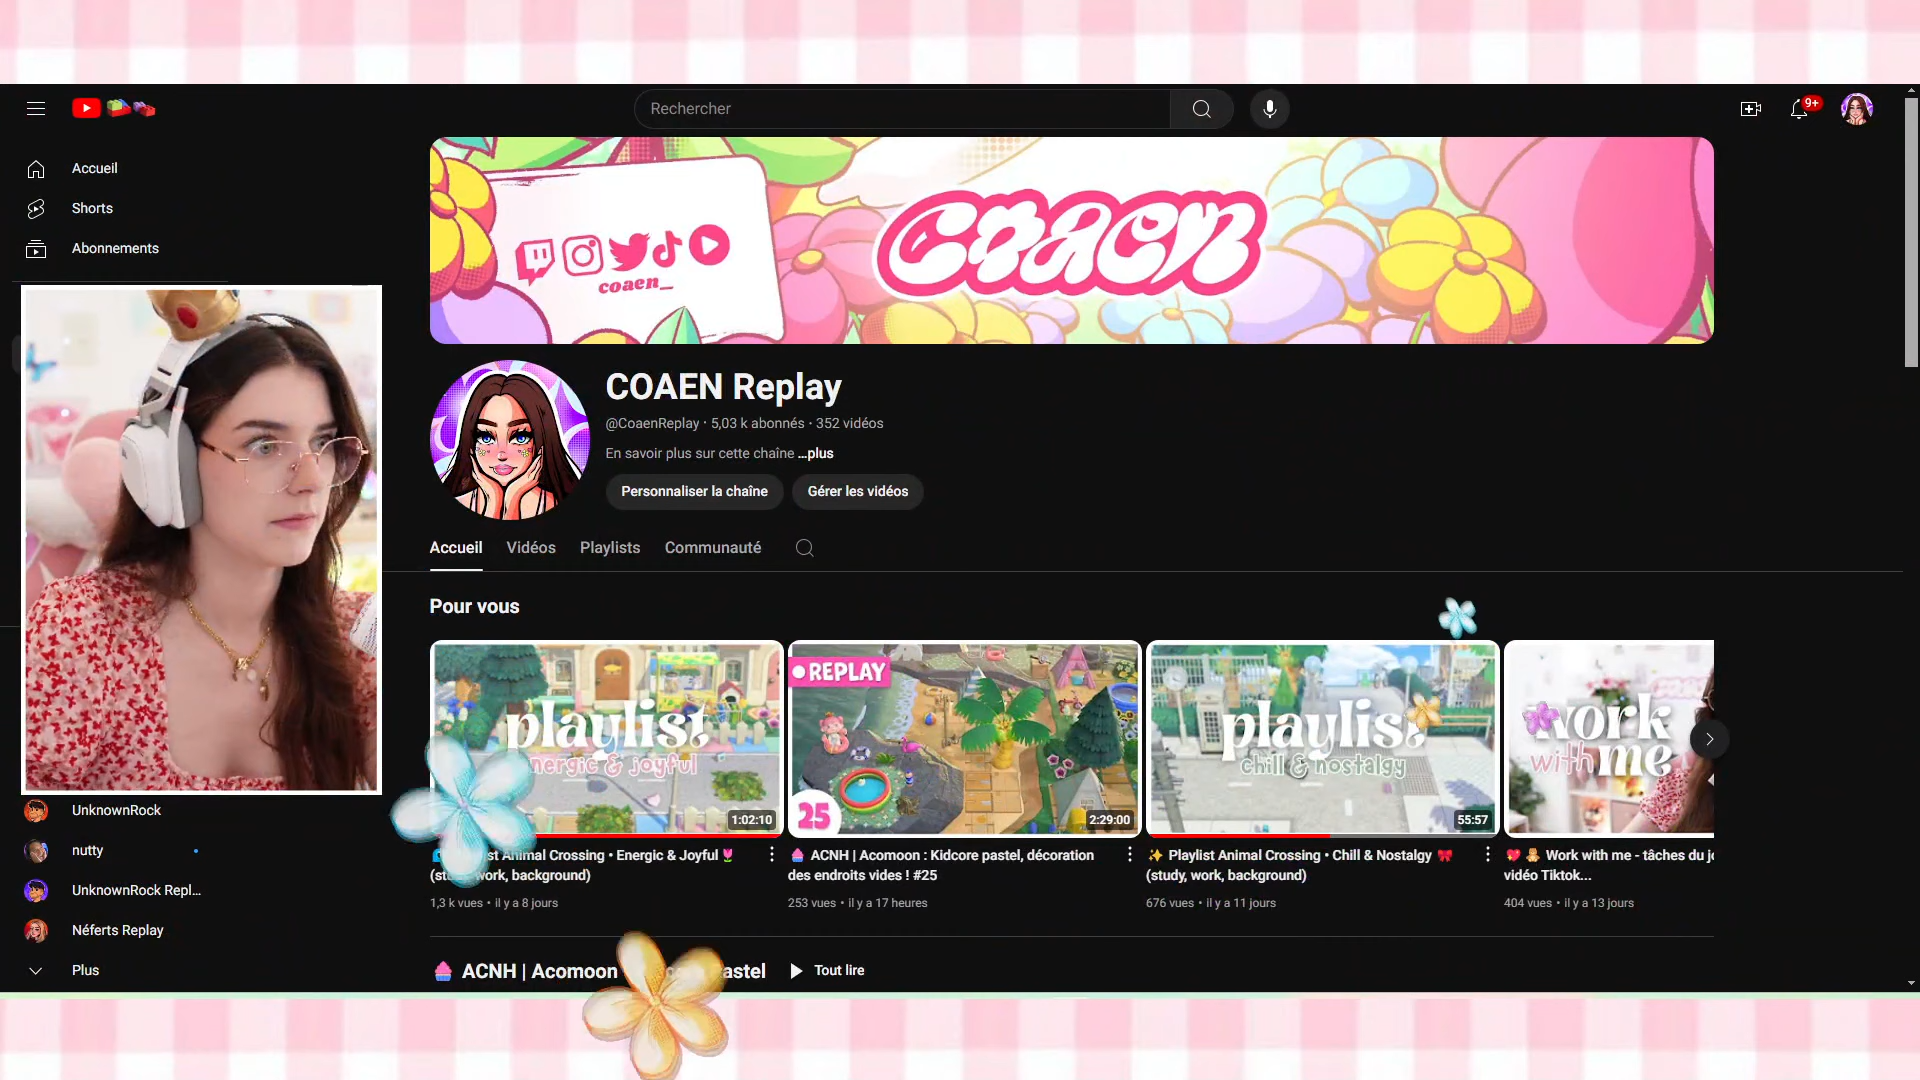 Rechercher
9+
Accueil
Shorts
Abonnements
coaen_
Coaen
COAEN Replay
@CoaenReplay · 5,03 k abonnés · 352 vidéos
En savoir plus sur cette chaîne ...plus
Personnaliser la chaîne
Gérer les vidéos
Accueil
Vidéos
Playlists
Communauté
Pour vous
playlist
energic & joyful
1:02:10
REPLAY
25
2:29:00
playlist
chill & nostalgy
55:57
work
with me
Animal Crossing • Energic & Joyful
work, background)
1,3 k vues • il y a 8 jours
ACNH | Acomoon : Kidcore pastel, décoration
des endroits vides ! #25
253 vues • il y a 17 heures
Playlist Animal Crossing • Chill & Nostalgy
(study, work, background)
676 vues • il y a 11 jours
Work with me - tâches du
vidéo Tiktok...
404 vues • il y a 13 jours
UnknownRock
nutty
UnknownRock Repl...
Néferts Replay
Plus
ACNH | Acomoon
Tout lire